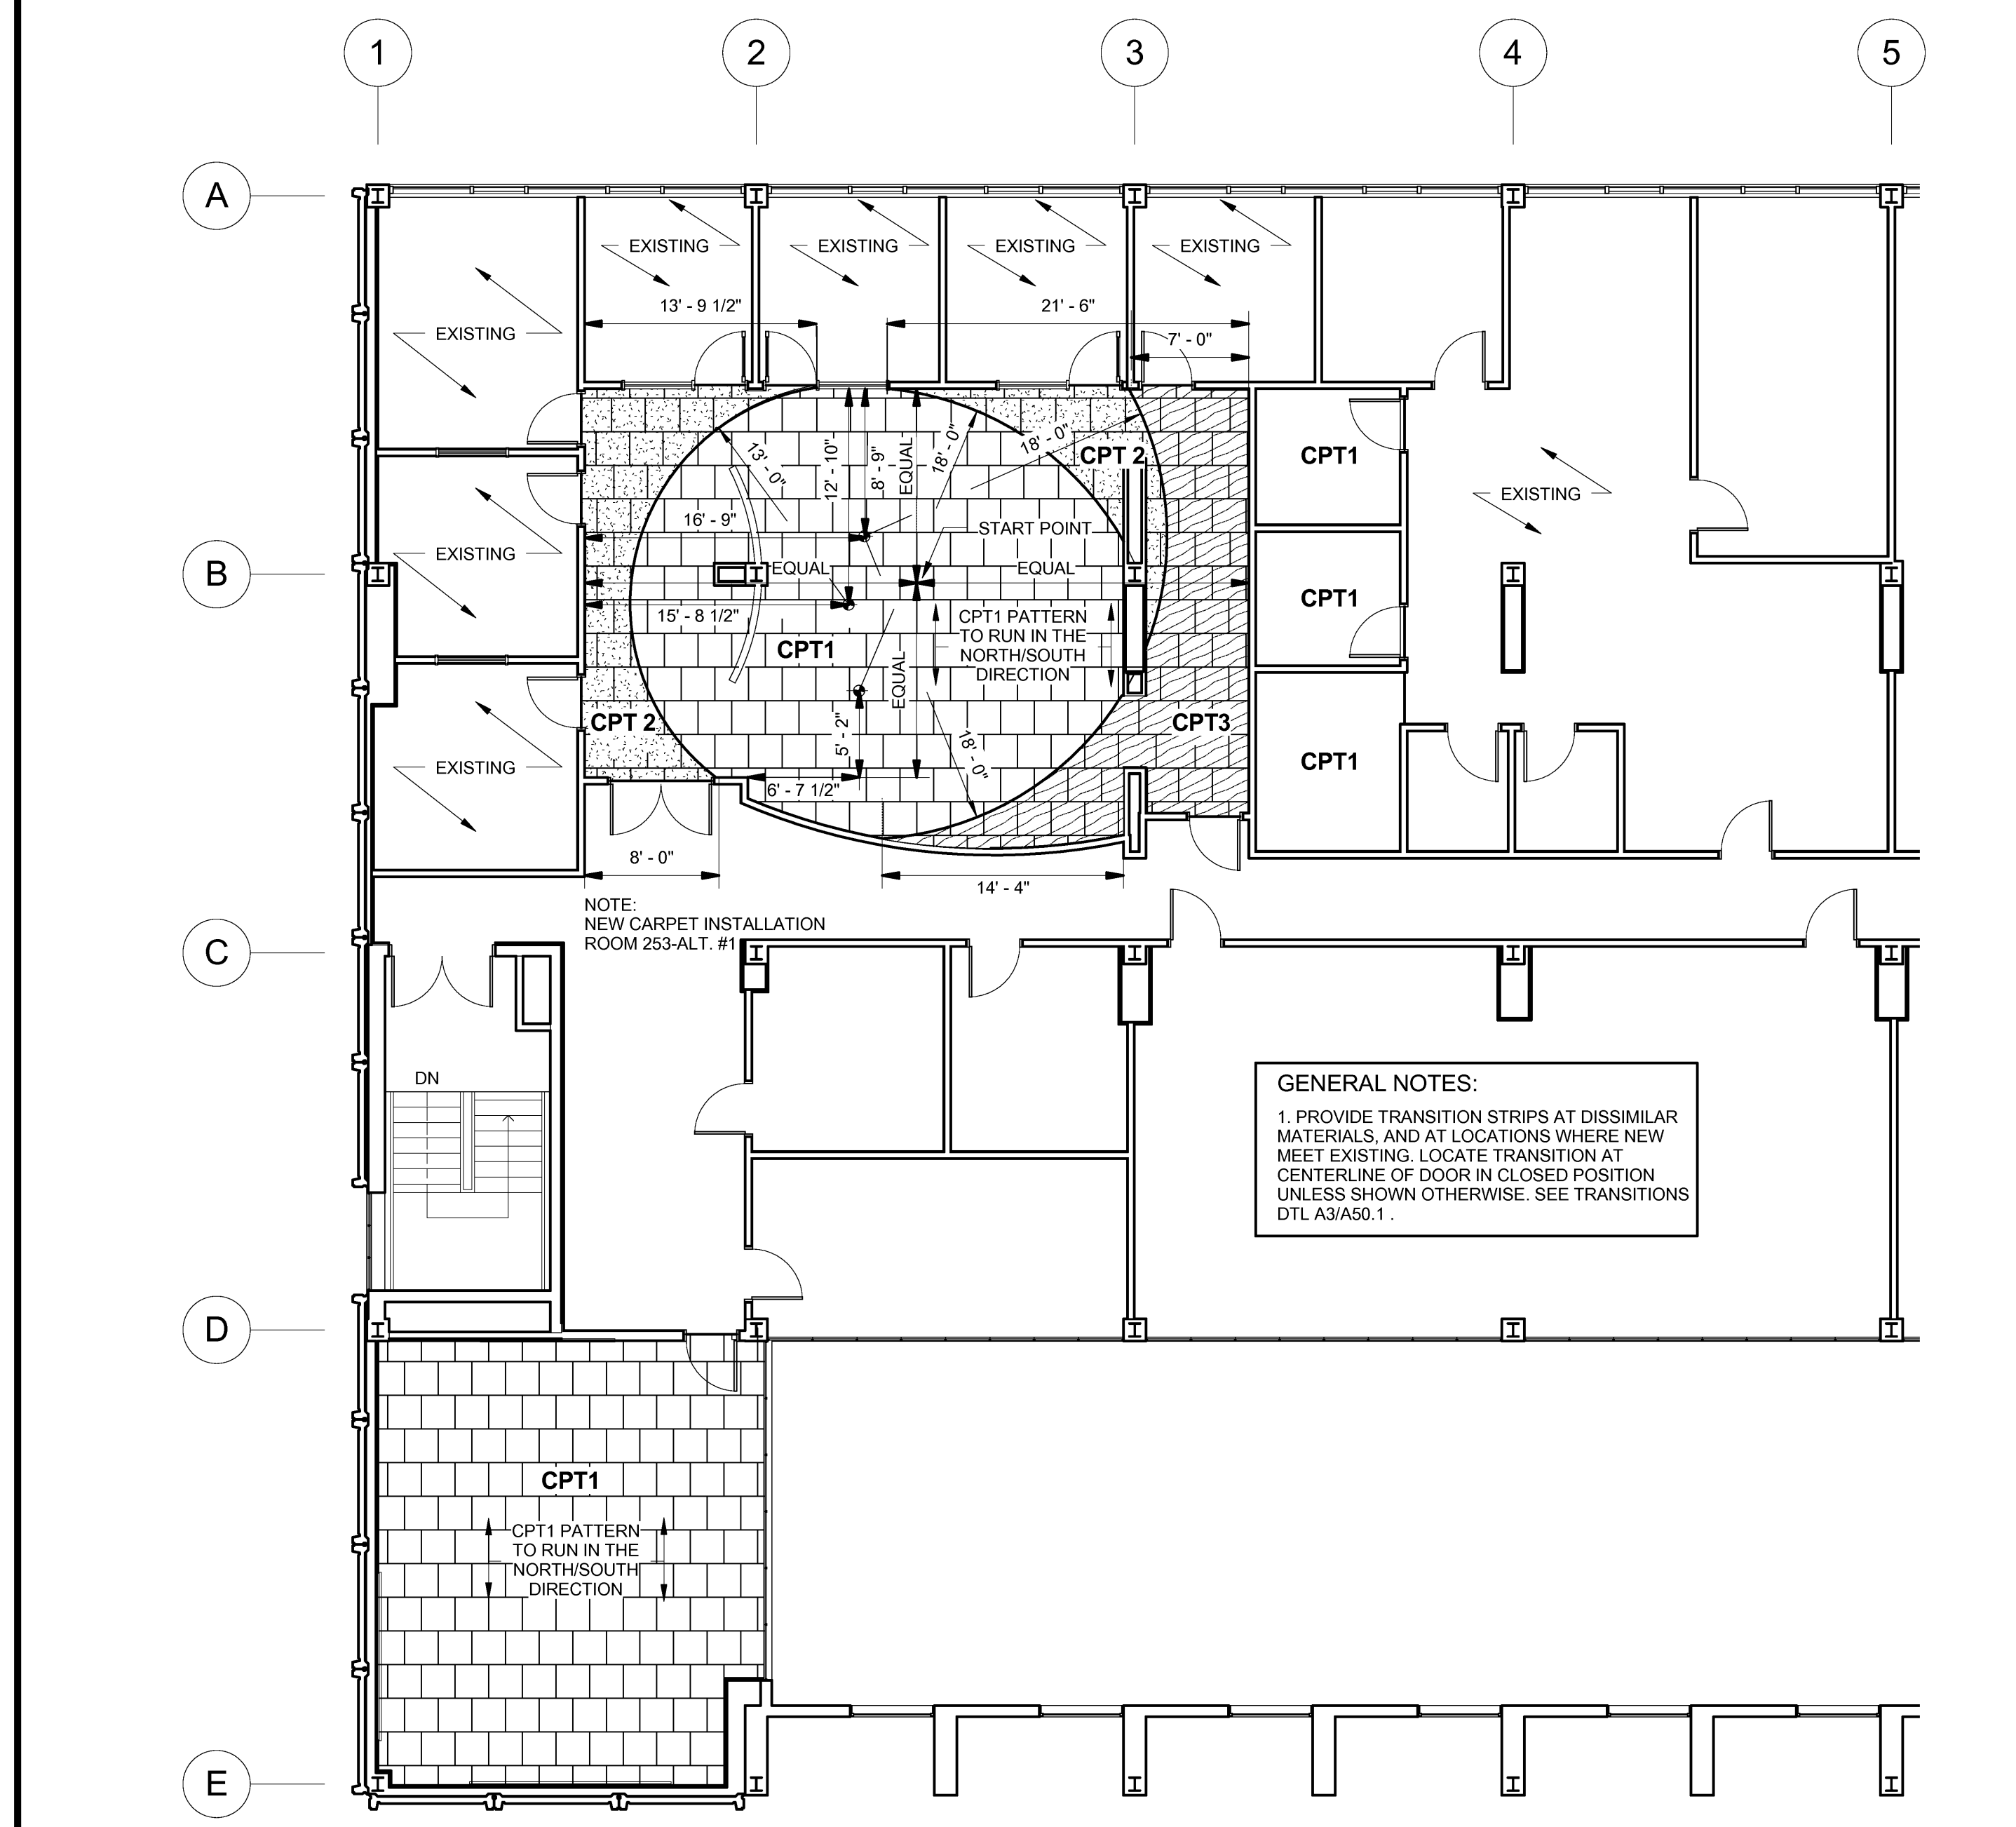 1
2
3
4
5
A
EXISTING
EXISTING
EXISTING
EXISTING
13' - 9 1/2"
21' - 6"
EXISTING
7' - 0"
18' - 0"
13' - 0"
12' - 10"
8' - 9"
EQUAL
18' - 0"
CPT 2
CPT1
EXISTING
16' - 9"
START POINT
EXISTING
B
EQUAL
EQUAL
CPT1
15' - 8 1/2"
CPT1 PATTERN
TO RUN IN THE
NORTH/SOUTH
DIRECTION
CPT1
EQUAL
CPT 2
CPT3
5' - 2"
18' - 0"
EXISTING
CPT1
6' - 7 1/2"
8' - 0"
14' - 4"
NOTE:
NEW CARPET INSTALLATION
ROOM 253-ALT. #1
C
DN
GENERAL NOTES:
1. PROVIDE TRANSITION STRIPS AT DISSIMILAR
MATERIALS, AND AT LOCATIONS WHERE NEW
MEET EXISTING. LOCATE TRANSITION AT
CENTERLINE OF DOOR IN CLOSED POSITION
UNLESS SHOWN OTHERWISE. SEE TRANSITIONS
DTL A3/A50.1 .
D
CPT1
CPT1 PATTERN
TO RUN IN THE
NORTH/SOUTH
DIRECTION
E